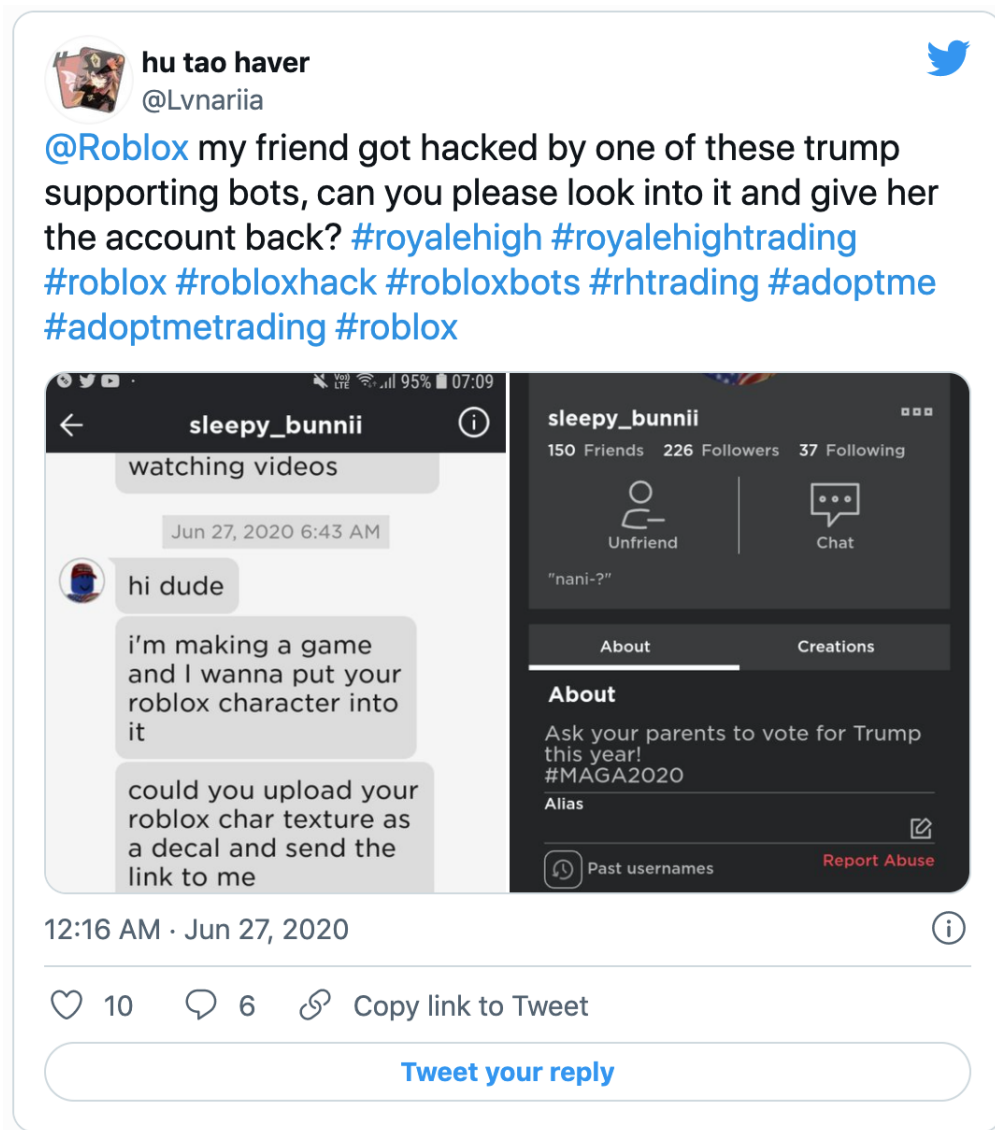 hu tao haver
@Lvnariia
@Roblox my friend got hacked by one of these trump
supporting bots, can you please look into it and give her
the account back? #royalehigh #royalehightrading
#roblox #robloxhack #robloxbots #rhtrading #adoptme
#adoptmetrading #roblox
Vo))
LTE
95%
07:09
sleepy_bunnii
watching videos
Jun 27, 2020 6:43 AM
hi dude
i'm making a game
and I wanna put your
roblox character into
it
could you upload your
roblox char texture as
a decal and send the
link to me
sleepy_bunnii
150 Friends 226 Followers 37 Following
Unfriend
Chat
"nani-?"
About
Creations
About
Ask your parents to vote for Trump
this year!
#MAGA2020
Alias
Past usernames
Report Abuse
12:16 AM · Jun 27, 2020
10
6
Copy link to Tweet
Tweet your reply